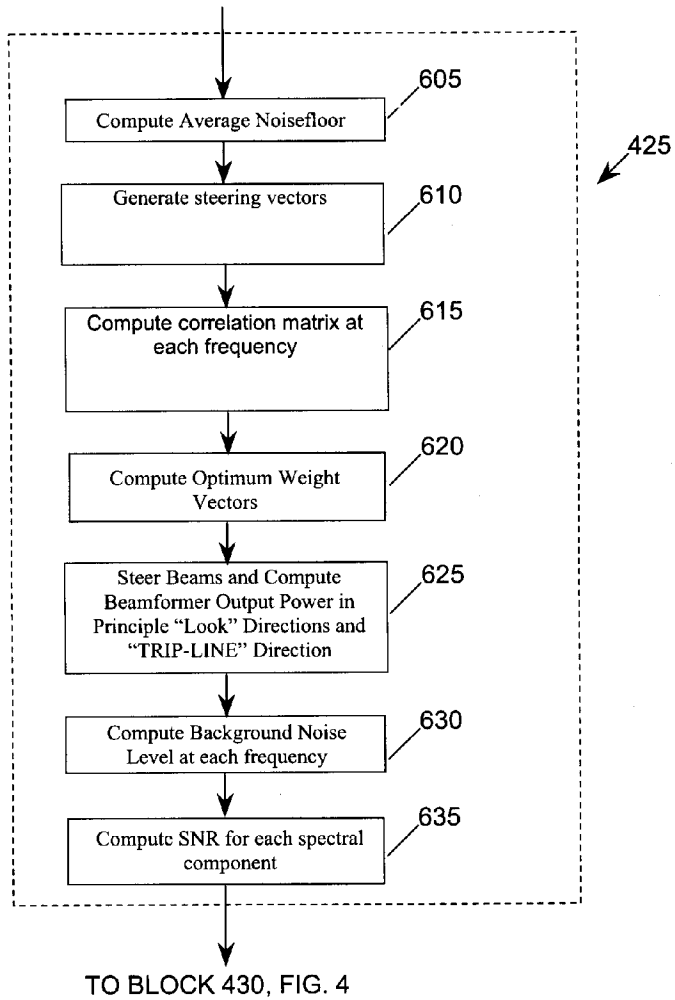 605
Compute Average Noisefloor
425
Generate steering vectors
610
Compute correlation matrix at
each frequency
615
620
Compute Optimum Weight
Vectors
625
Steer Beams and Compute
Beamformer Output Power in
Principle “Look” Directions and
“TRIP-LINE” Direction
630
Compute Background Noise
Level at each frequency
635
Compute SNR for each spectral
component
TO BLOCK 430, FIG. 4